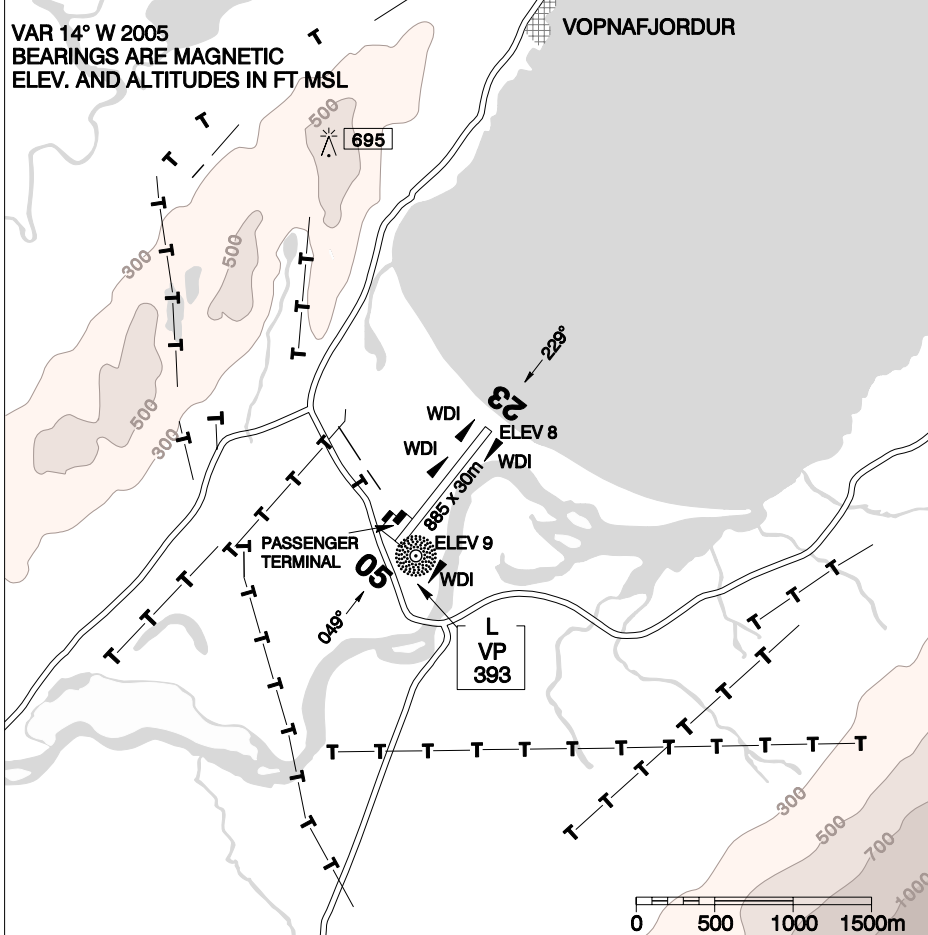 VAR 14° W 2005
BEARINGS ARE MAGNETIC
ELEV. AND ALTITUDES IN FT MSL
VOPNAFJORDUR
500
695
300
500
500
300
229°
23
WDI
ELEV 8
WDI
WDI
885 x 30m
PASSENGER
TERMINAL
ELEV 9
05
WDI
049°
L
VP
393
T T T T T T T T T T T T
300
500
700
1000
0 500 1000 1500m